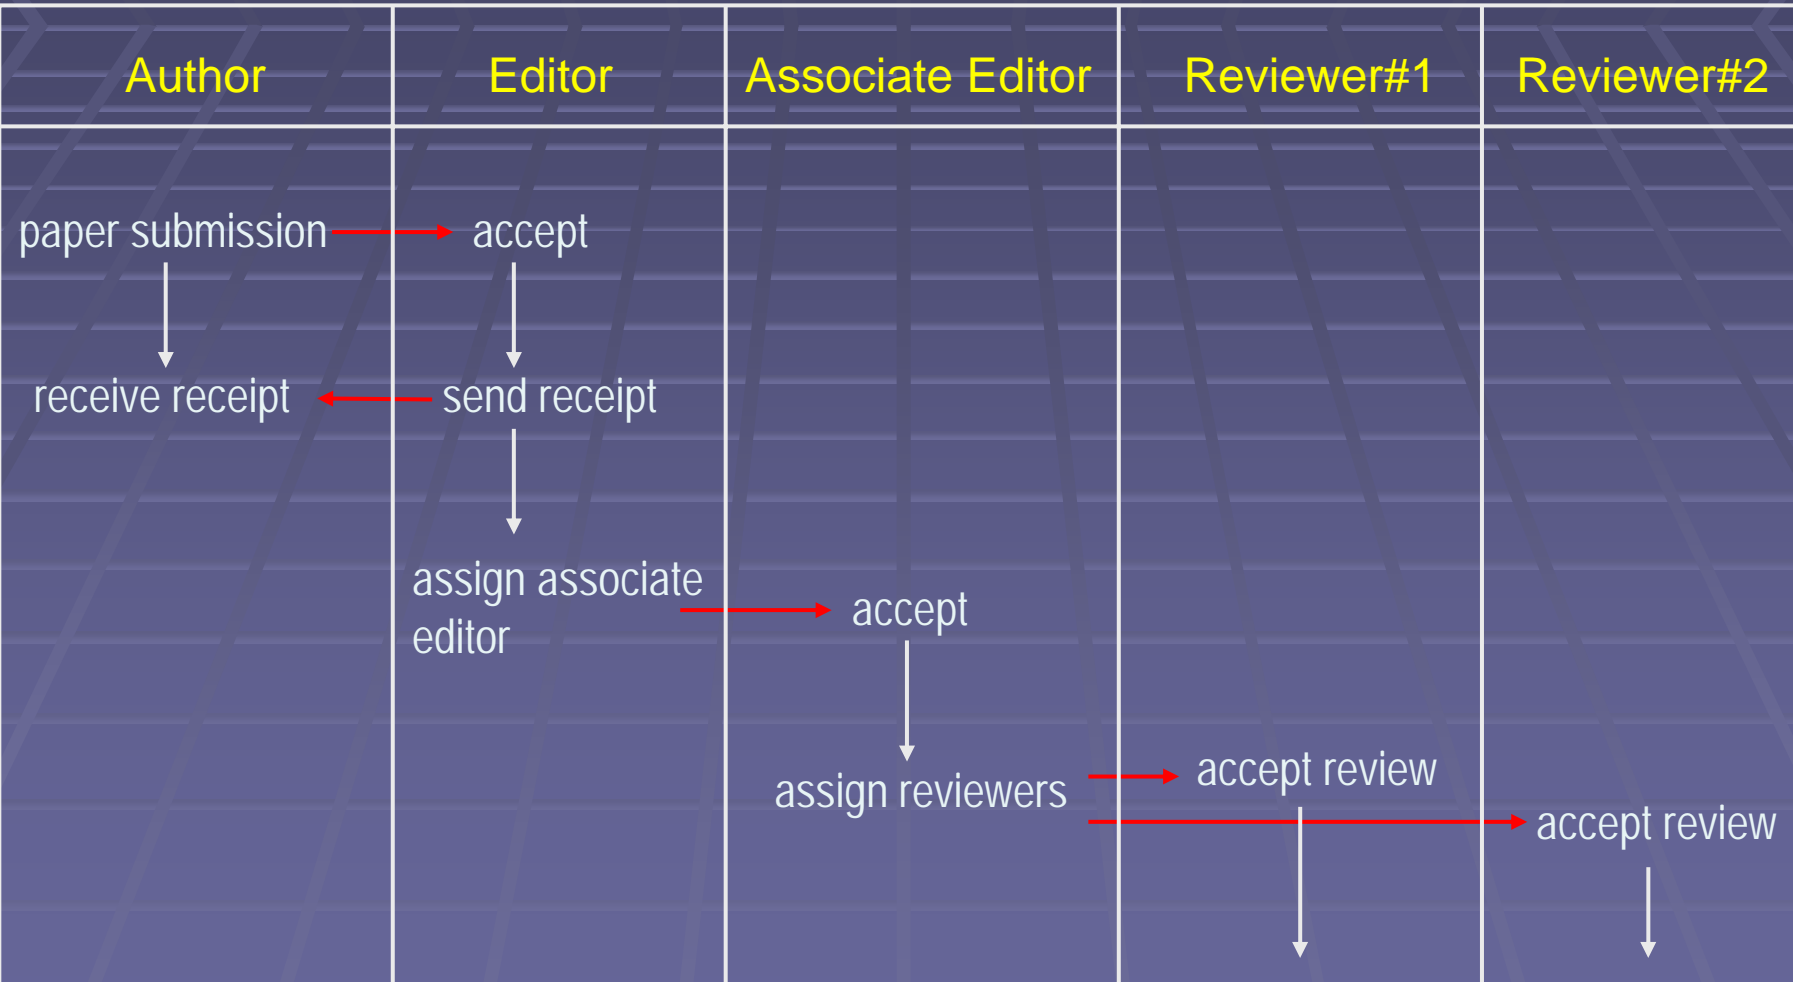 Author
Editor
Associate Editor
Reviewer#1
Reviewer#2
paper submission
accept
receive receipt
send receipt
assign associate
editor
accept
assign reviewers
accept review
accept review